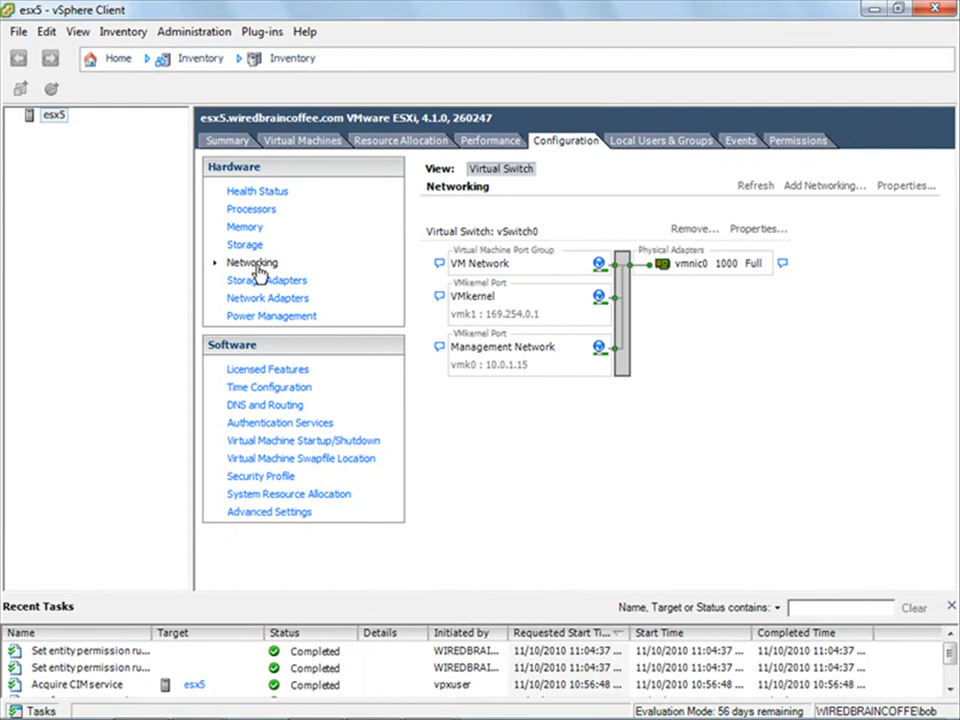 esx5 - vSphere Client
File Edit View Inventory Administration Plug-ins Help
Home Inventory Inventory
esx5
esx5.wiredbraincoffee.com VMware ESXi, 4.1.0, 260247
Summary Virtual Machines Resource Allocation Performance Configuration Local Users & Groups Events Permissions
Hardware
Health Status
Processors
Memory
Storage
Networking
Storage Adapters
Network Adapters
Power Management
Software
Licensed Features
Time Configuration
DNS and Routing
Authentication Services
Virtual Machine Startup/Shutdown
Virtual Machine Swapfile Location
Security Profile
System Resource Allocation
Advanced Settings
View: Virtual Switch
Networking
Refresh Add Networking... Properties...
Virtual Switch: vSwitch0 Remove... Properties...
Virtual Machine Port Group
VM Network
Physical Adapters
vmnic0 1000 Full
VMkernel Port
VMkernel
vmk1 : 169.254.0.1
VMkernel Port
Management Network
vmk0 : 10.0.1.15
Recent Tasks
Name, Target or Status contains: Clear
Name Target Status Details Initiated by Requested Start Ti... Start Time Completed Time
Set entity permission ru... Completed WIREDBRAI... 11/10/2010 11:04:37 ... 11/10/2010 11:04:37 ... 11/10/2010 11:04:37 ...
Set entity permission ru... Completed WIREDBRAI... 11/10/2010 11:04:37 ... 11/10/2010 11:04:37 ... 11/10/2010 11:04:37 ...
Acquire CIM service esx5 Completed vpxuser 11/10/2010 10:56:48 ... 11/10/2010 10:56:48 ... 11/10/2010 10:56:48 ...
Tasks Evaluation Mode: 56 days remaining WIREDBRAINCOFFE\bob